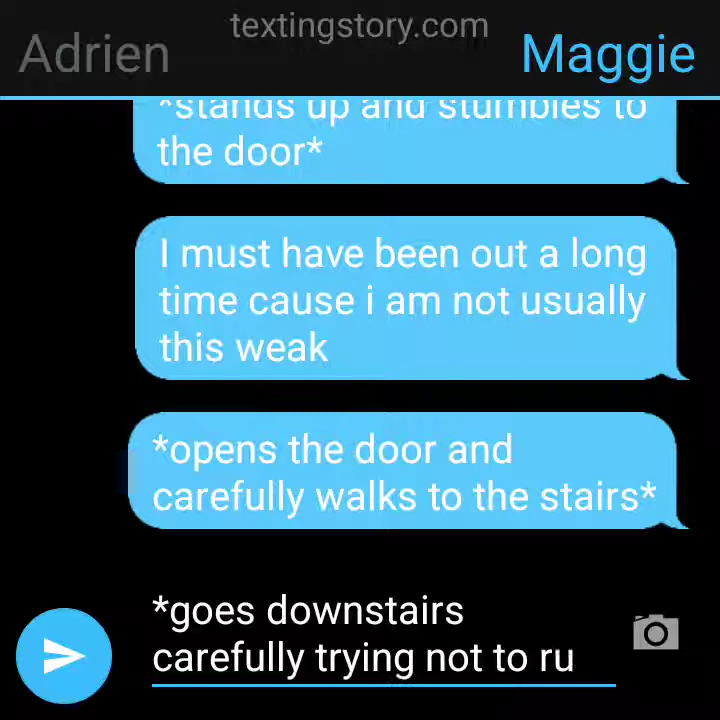 textingstory.com
Adrien
Maggie
*stands up and stumbles to
the door*
I must have been out a long
time cause i am not usually
this weak
*opens the door and
carefully walks to the stairs*
*goes downstairs
carefully trying not to ru